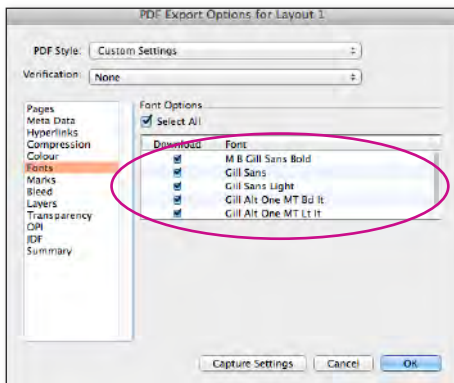 PDF Export Options for Layout 1
PDF Style: Custom Settings
Verification: None
Pages
Meta Data
Hyperlinks
Compression
Colour
Fonts
Marks
Bleed
Layers
Transparency
OPI
JDF
Summary
Font Options
Select All
Download Font
M B Gill Sans Bold
Gill Sans
Gill Sans Light
Gill Alt One MT Bd It
Gill Alt One MT Lt It
Capture Settings Cancel OK